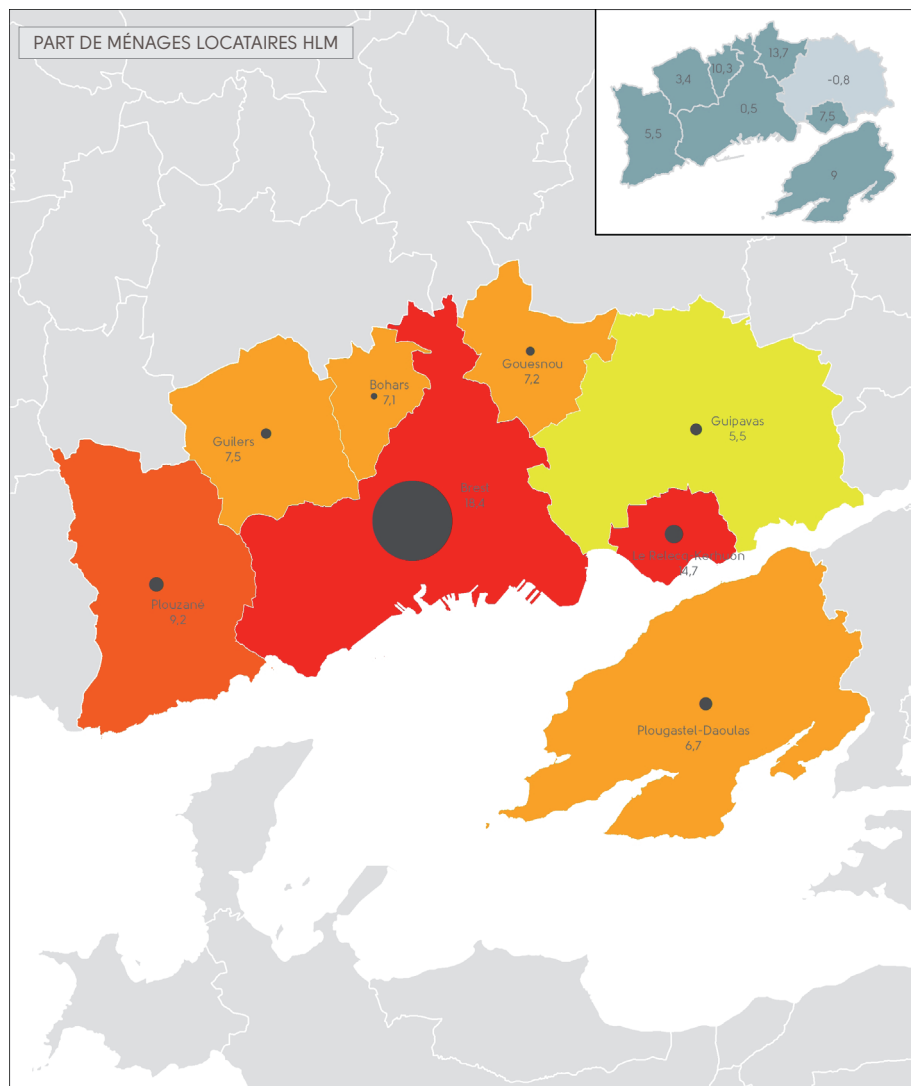 PART DE MÉNAGES LOCATAIRES HLM
13,7
10,3
3,4
-0,8
0,5
7,5
5,5
9
Gouesnou
7,2
Bohars
7,1
Guilers
7,5
Guipavas
5,5
4,7
Plouzané
9,2
Plougastel-Daoulas
6,7